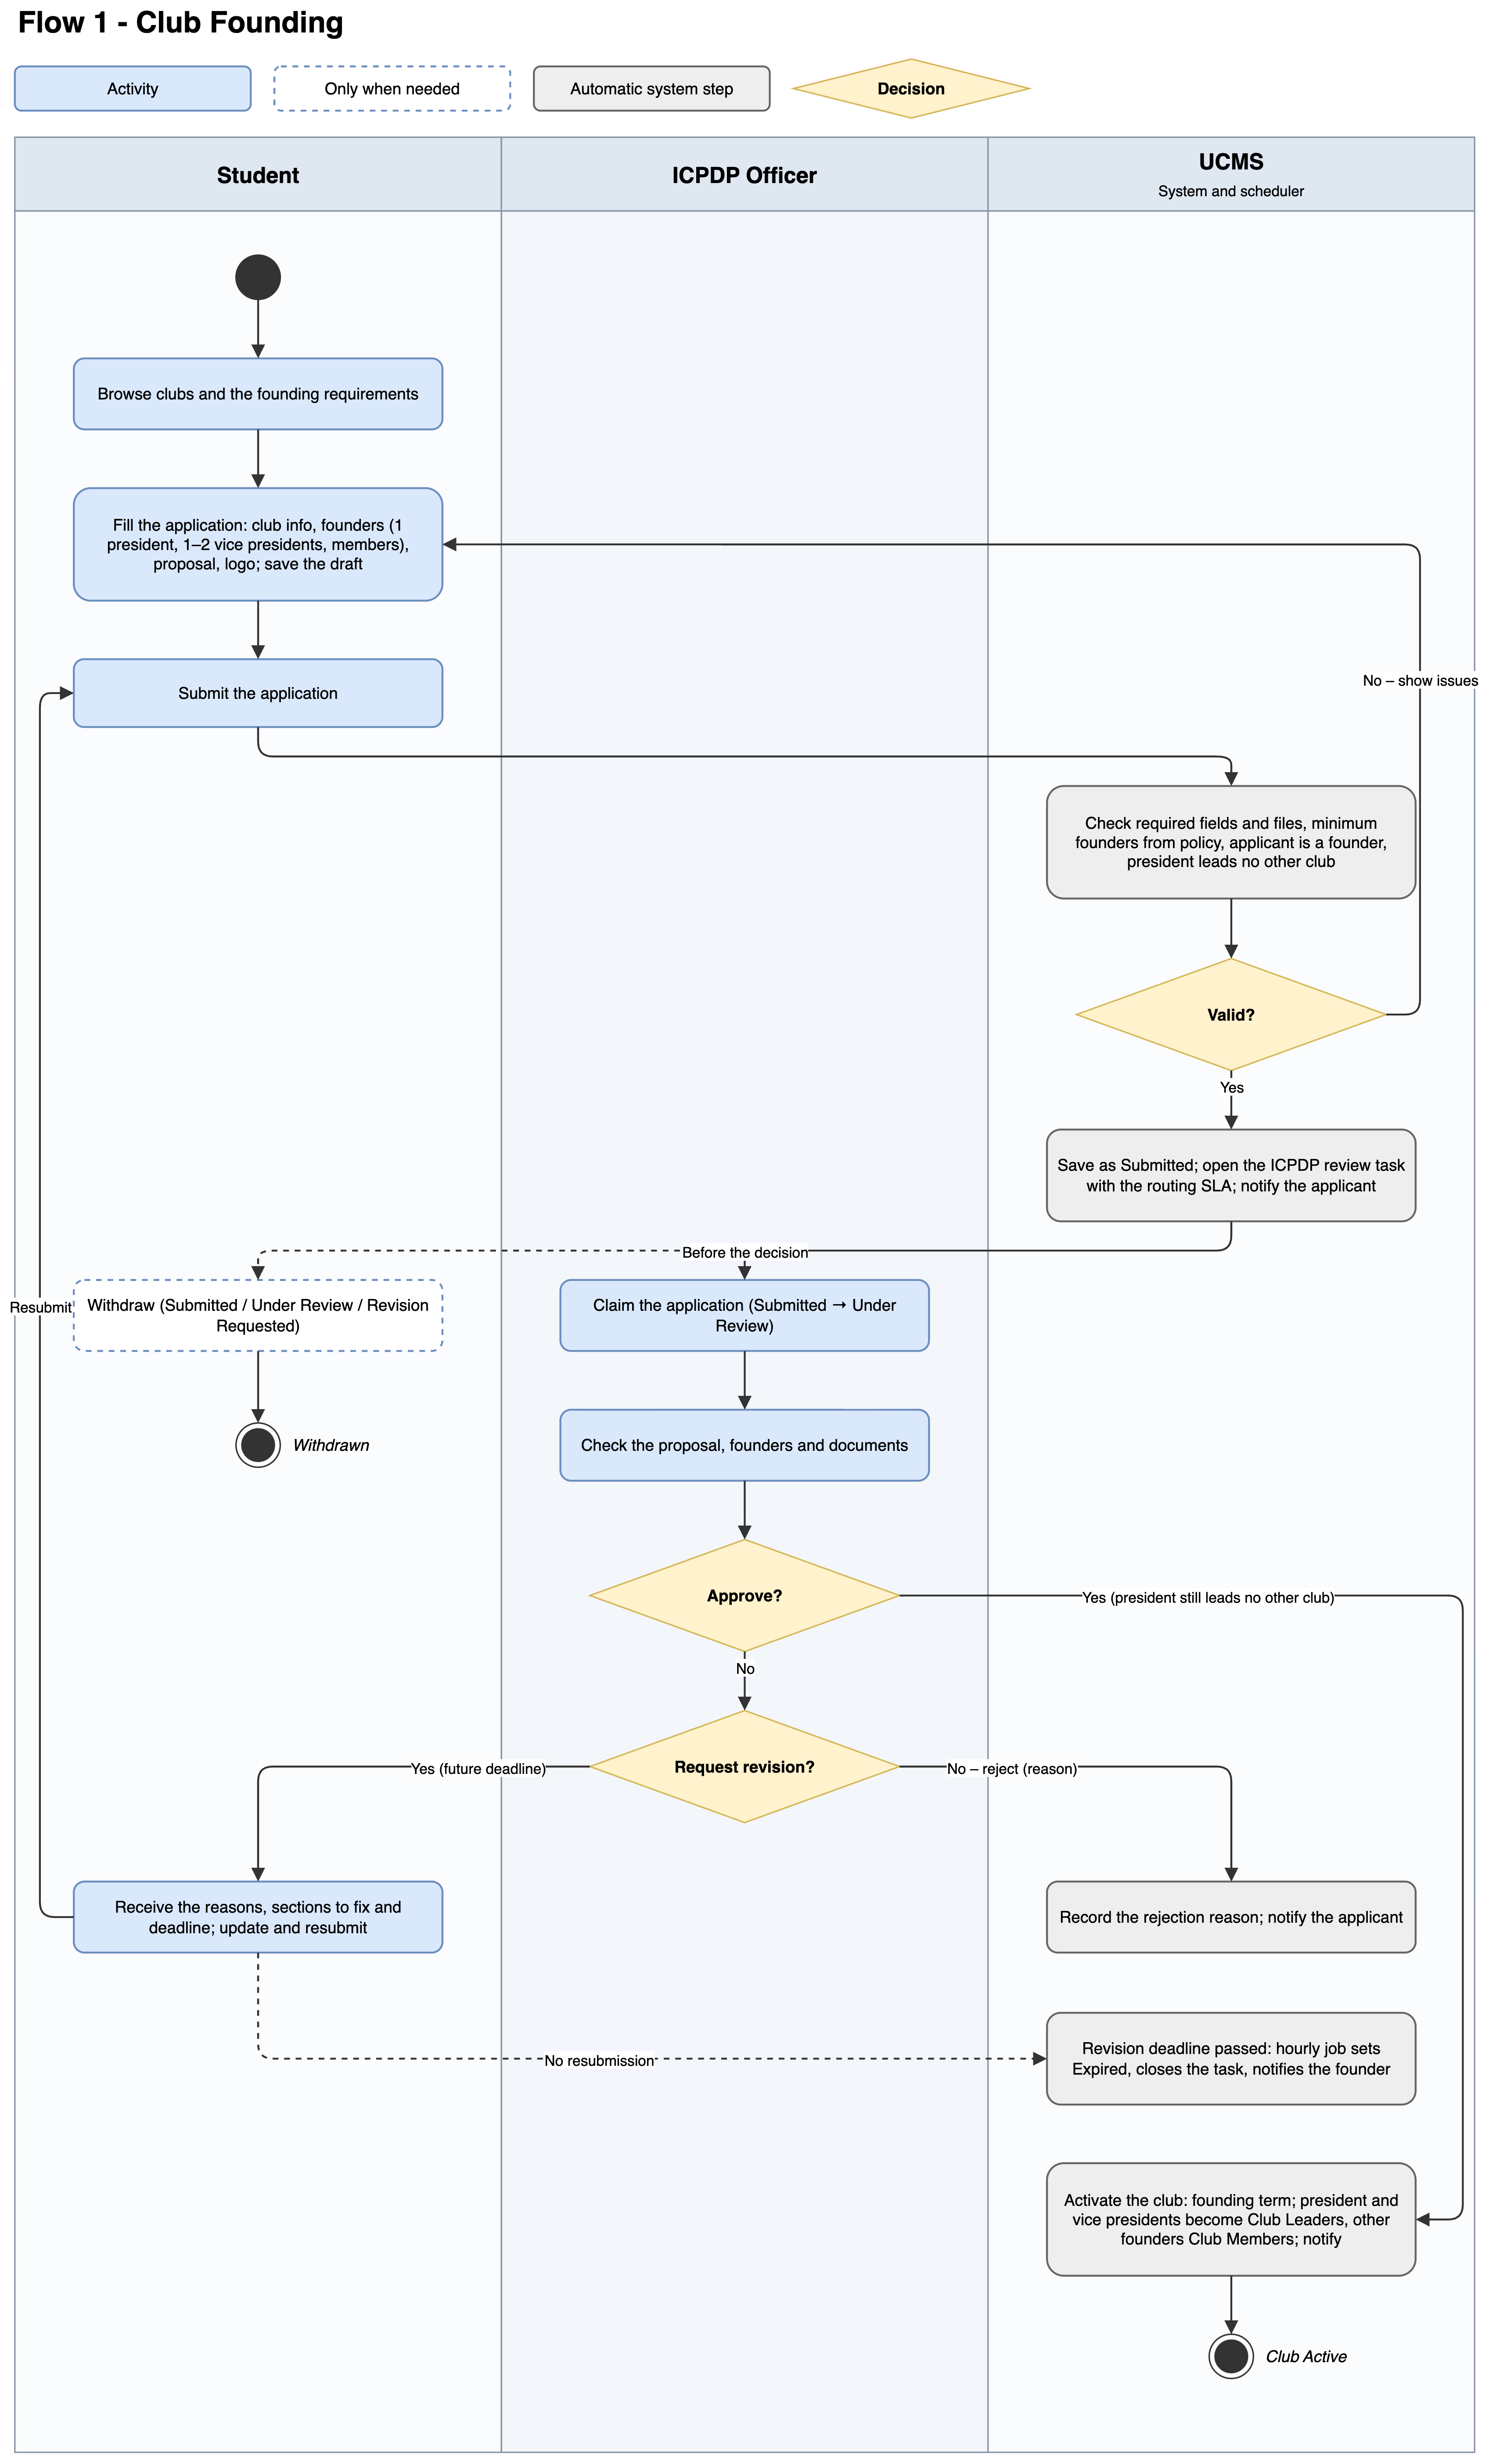 Flow 1 - Club Founding
Activity
Only when needed
Automatic system step
Decision
Student
ICPDP Officer
UCMS
System and scheduler
Browse clubs and the founding requirements
Fill the application: club info, founders (1
president, 1–2 vice presidents, members),
proposal, logo; save the draft
Submit the application
No – show issues
Check required fields and files, minimum
founders from policy, applicant is a founder,
president leads no other club
Valid?
Yes
Save as Submitted; open the ICPDP review task
with the routing SLA; notify the applicant
Before the decision
Resubmit
Withdraw (Submitted / Under Review / Revision
Requested)
Claim the application (Submitted → Under
Review)
Withdrawn
Check the proposal, founders and documents
Approve?
Yes (president still leads no other club)
No
Request revision?
Yes (future deadline)
No – reject (reason)
Receive the reasons, sections to fix and
deadline; update and resubmit
Record the rejection reason; notify the applicant
No resubmission
Revision deadline passed: hourly job sets
Expired, closes the task, notifies the founder
Activate the club: founding term; president and
vice presidents become Club Leaders, other
founders Club Members; notify
Club Active